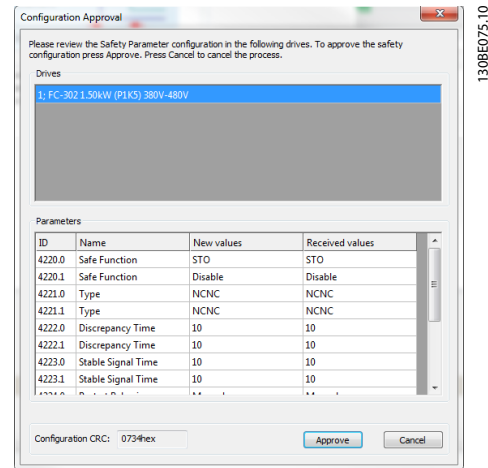 Configuration Approval
Please review the Safety Parameter configuration in the following drives. To approve the safety
configuration press Approve. Press Cancel to cancel the process.
Drives
1; FC-302 1.50kW (P1K5) 380V-480V
Parameters
ID Name New values Received values
4220.0 Safe Function STO STO
4220.1 Safe Function Disable Disable
4221.0 Type NCNC NCNC
4221.1 Type NCNC NCNC
4222.0 Discrepancy Time 10 10
4222.1 Discrepancy Time 10 10
4223.0 Stable Signal Time 10 10
4223.1 Stable Signal Time 10 10
Configuration CRC: 0734hex
Approve Cancel
130BE075.10